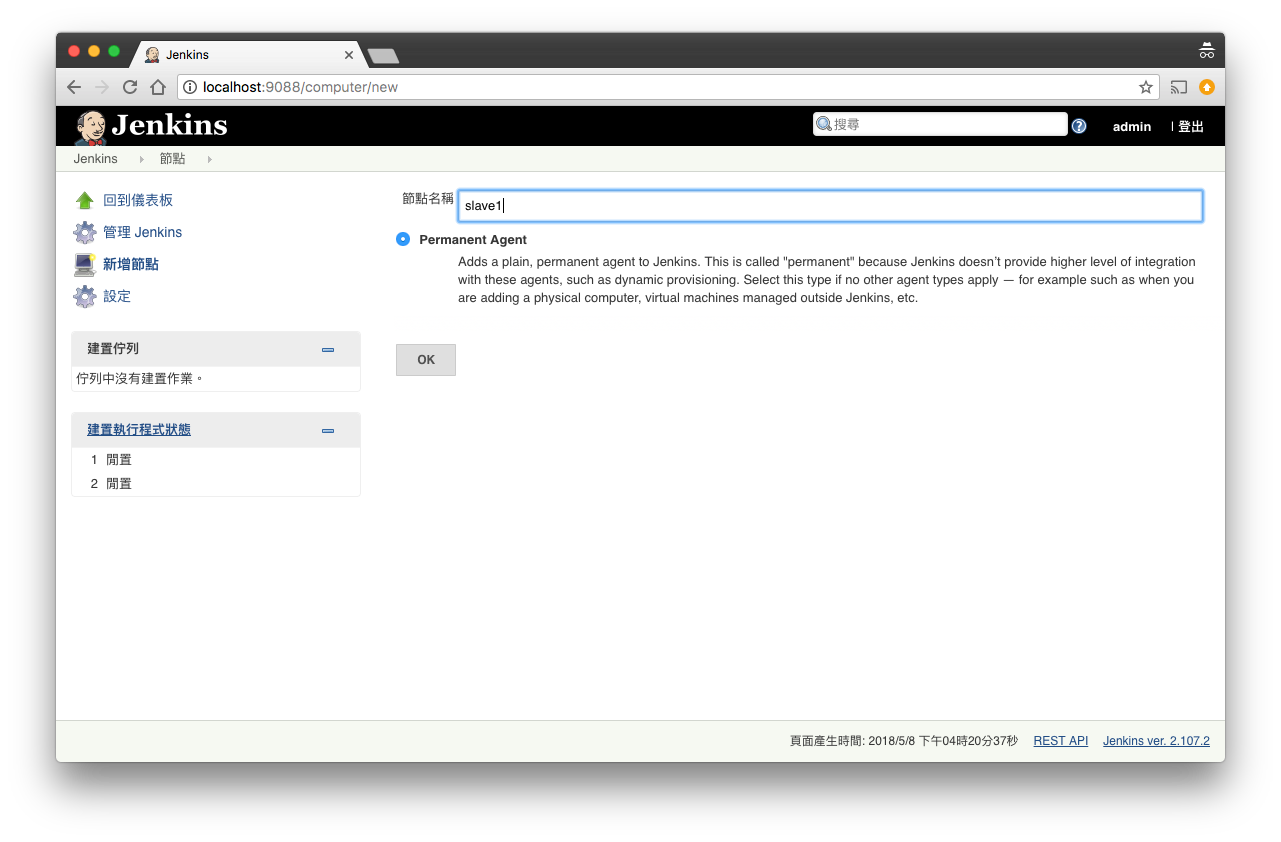 Jenkins
localhost:9088/computer/new
Jenkins
搜尋
admin
| 登出
Jenkins
節點
回到儀表板
管理 Jenkins
新增節點
設定
建置佇列
佇列中沒有建置作業。
建置執行程式狀態
1 閒置
2 閒置
節點名稱 slave1
Permanent Agent
Adds a plain, permanent agent to Jenkins. This is called "permanent" because Jenkins doesn't provide higher level of integration
with these agents, such as dynamic provisioning. Select this type if no other agent types apply — for example such as when you
are adding a physical computer, virtual machines managed outside Jenkins, etc.
OK
頁面產生時間: 2018/5/8 下午04時20分37秒 REST API Jenkins ver. 2.107.2